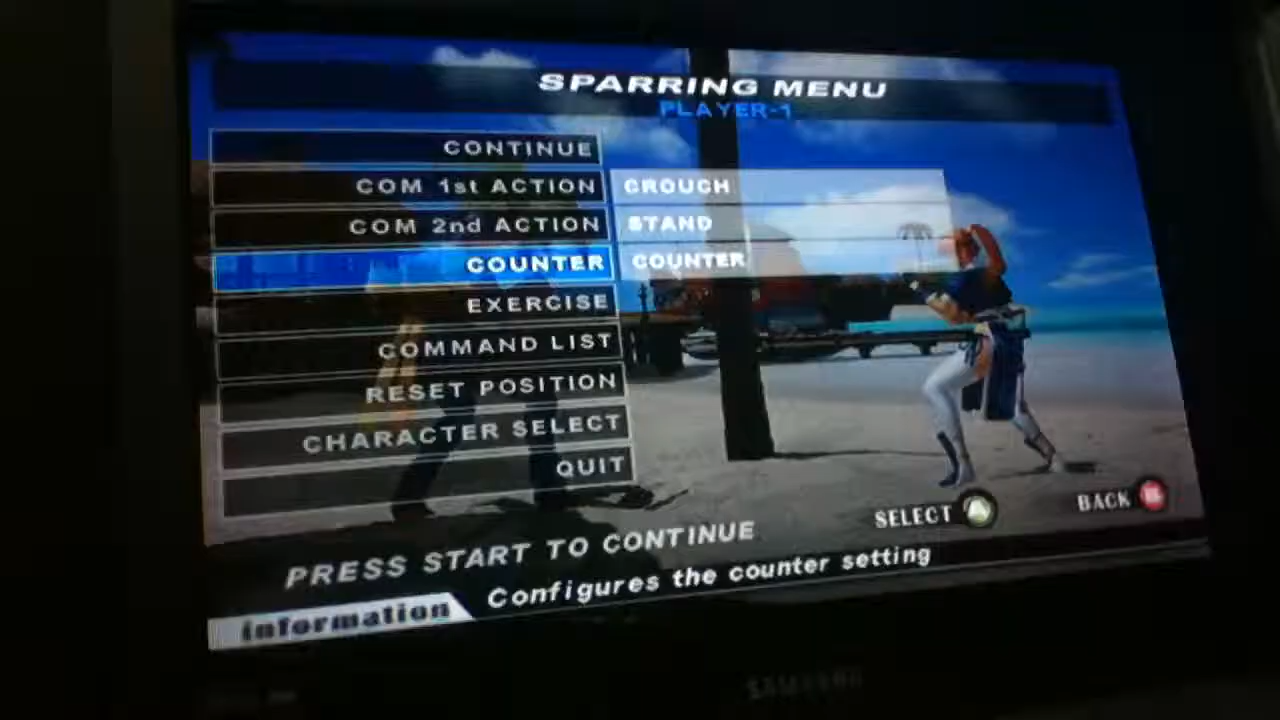 SPARRING MENU
PLAYER-1
CONTINUE
COM 1st ACTION CROUCH
COM 2nd ACTION STAND
COUNTER COUNTER
EXERCISE
COMMAND LIST
RESET POSITION
CHARACTER SELECT
QUIT
SELECT A BACK B
PRESS START TO CONTINUE
information Configures the counter setting
SAMSUNG